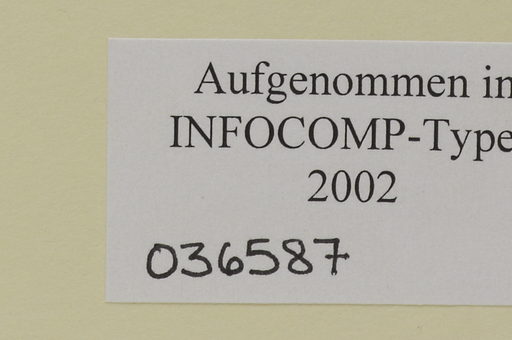 Aufgenommen in
INFOCOMP-Type
2002
036587